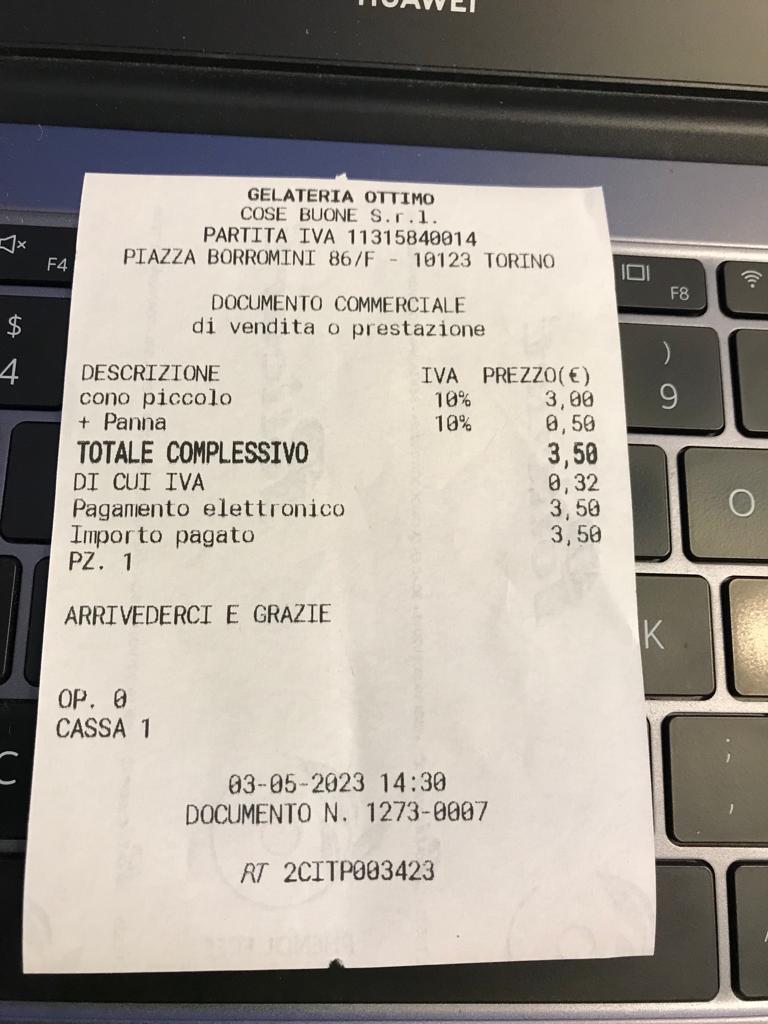 HUAWEI
GELATERIA OTTIMO
COSE BUONE S.r.l.
PARTITA IVA 11315840014
PIAZZA BORROMINI 86/F - 10123 TORINO
DOCUMENTO COMMERCIALE
di vendita o prestazione
DESCRIZIONE IVA PREZZO(€)
cono piccolo 10% 3,00
+ Panna 10% 0,50
TOTALE COMPLESSIVO 3,50
DI CUI IVA 0,32
Pagamento elettronico 3,50
Importo pagato 3,50
PZ. 1
ARRIVEDERCI E GRAZIE
OP. 0
CASSA 1
03-05-2023 14:30
DOCUMENTO N. 1273-0007
RT 2CITP003423
F4
F8
$
4
)
9
O
K
C
;
,